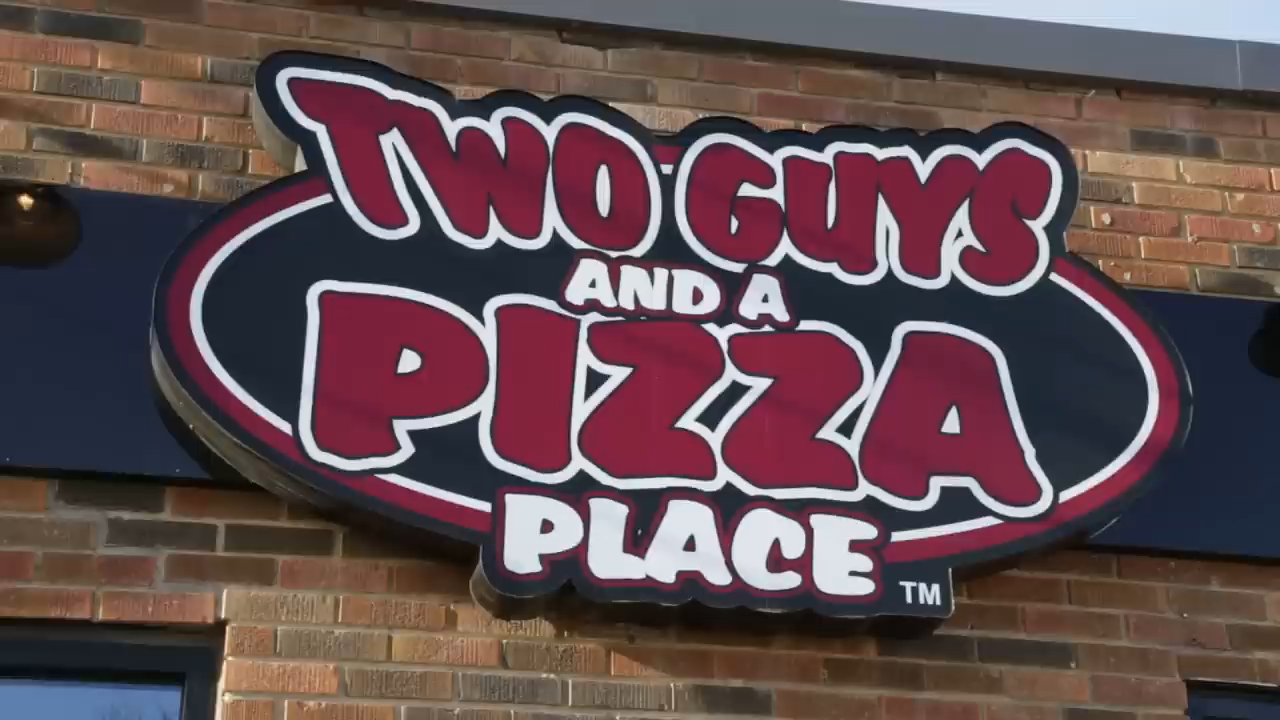 TWO GUYS
AND A
PIZZA
PLACE
TM